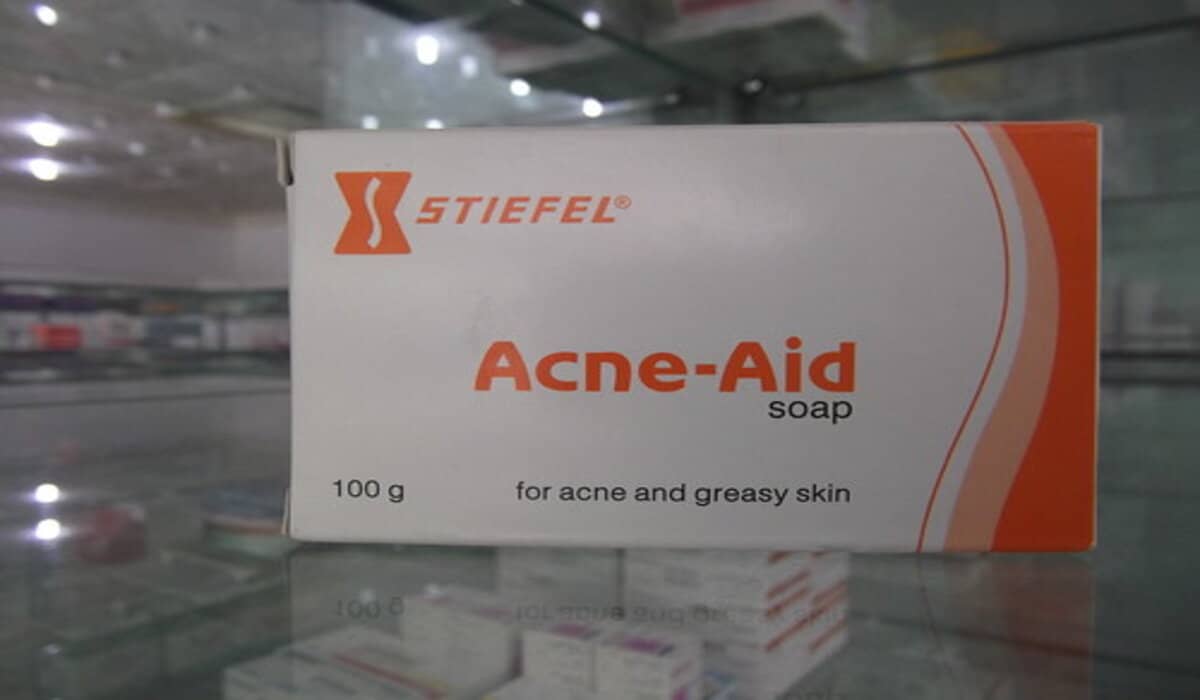 STIEFEL®
Acne-Aid
soap
100 g
for acne and greasy skin